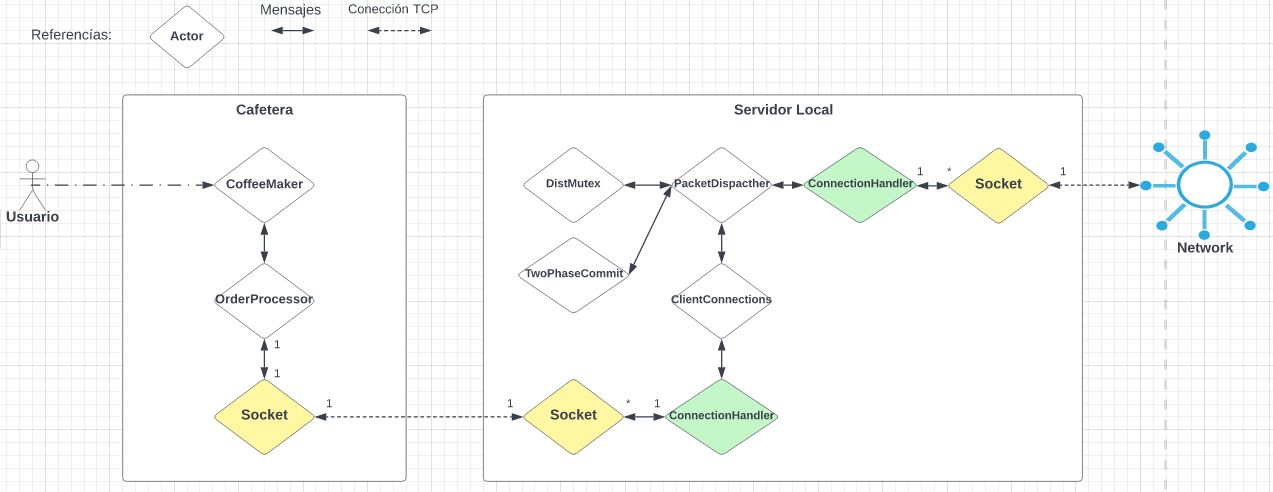 Referencías:
Actor
Mensajes
Conección TCP
Cafetera
Servidor Local
Usuario
CoffeeMaker
OrderProcessor
1
1
Socket
1
DistMutex
PacketDispacther
ConnectionHandler
1
*
Socket
1
TwoPhaseCommit
ClientConnections
1
Socket
*
1
ConnectionHandler
Network